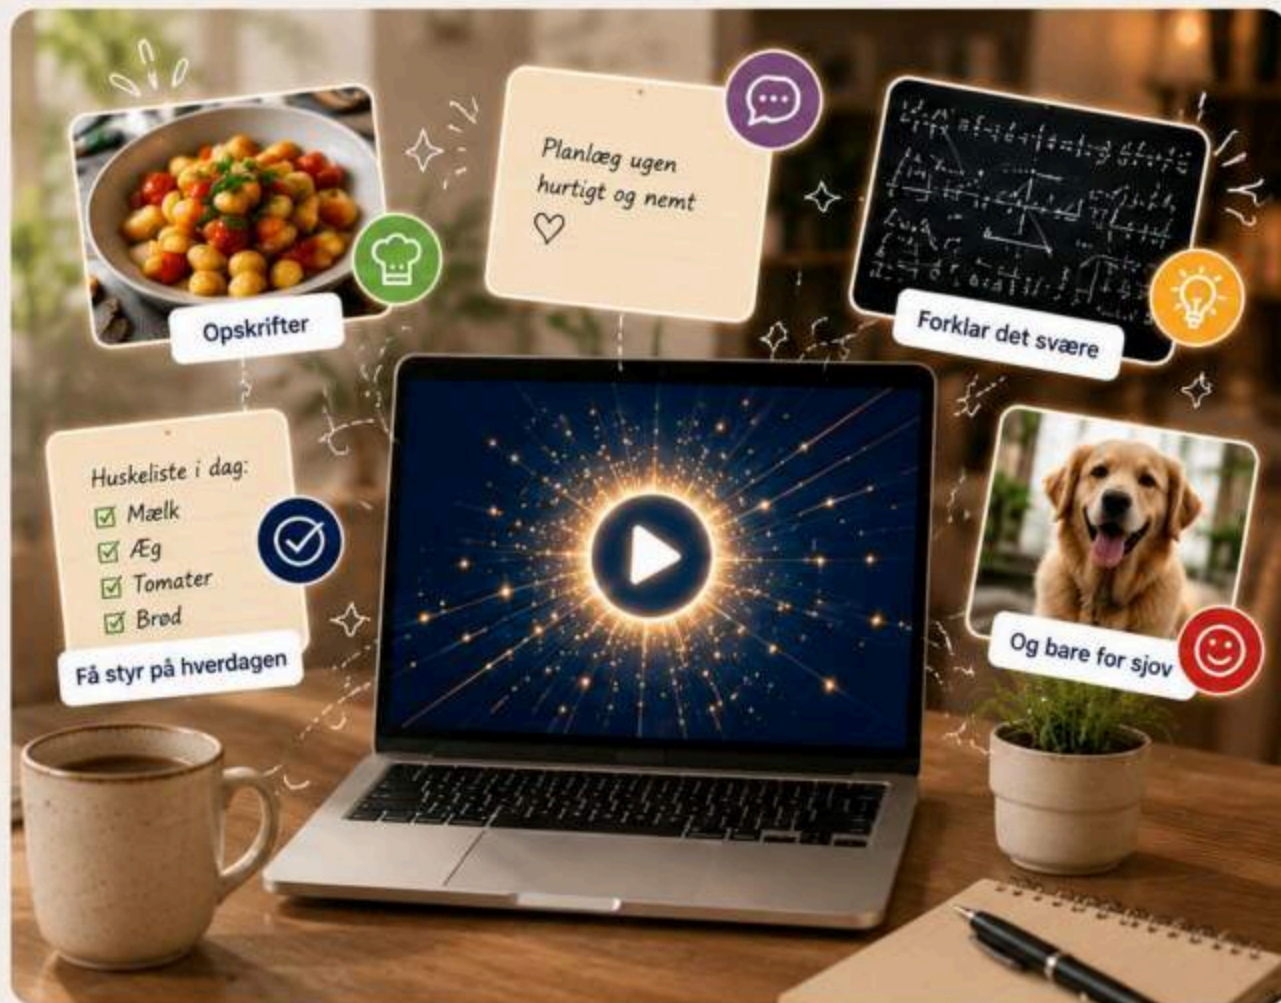 Opskrifter
Planlæg ugen
hurtigt og nemt
Forklar det svære
Huskeliste i dag:
Mælk
Æg
Tomater
Brød
Få styr på hverdagen
Og bare for sjov